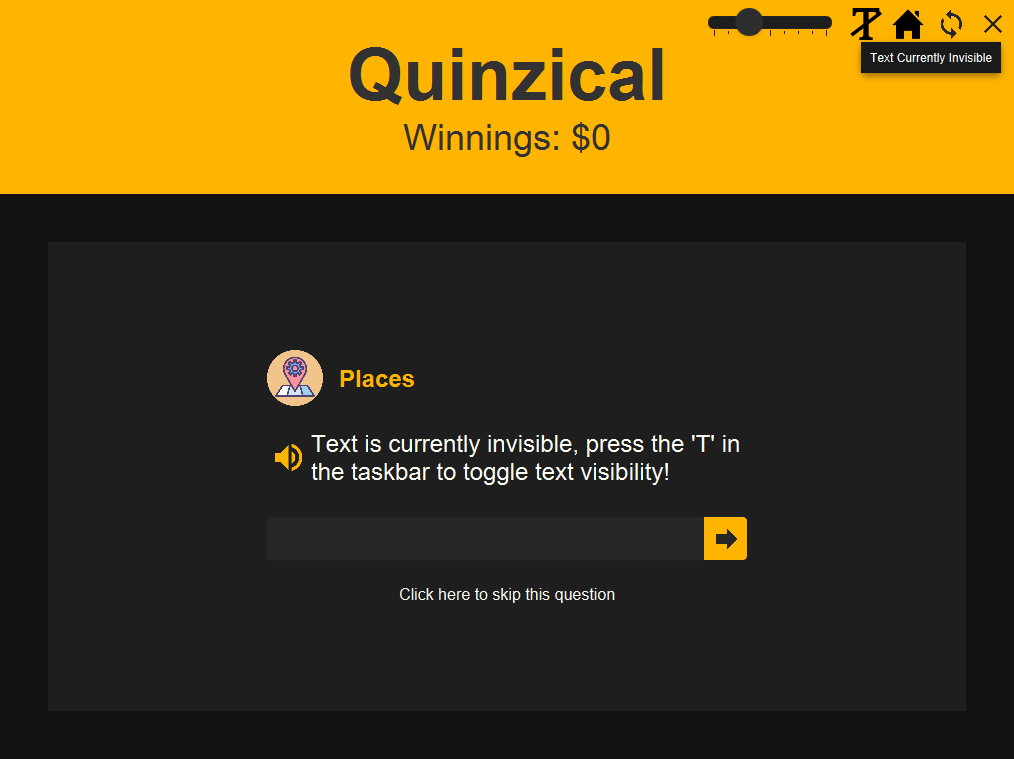 Text Currently Invisible
Quinzical
Winnings: $0
Places
Text is currently invisible, press the 'T' in
the taskbar to toggle text visibility!
Click here to skip this question